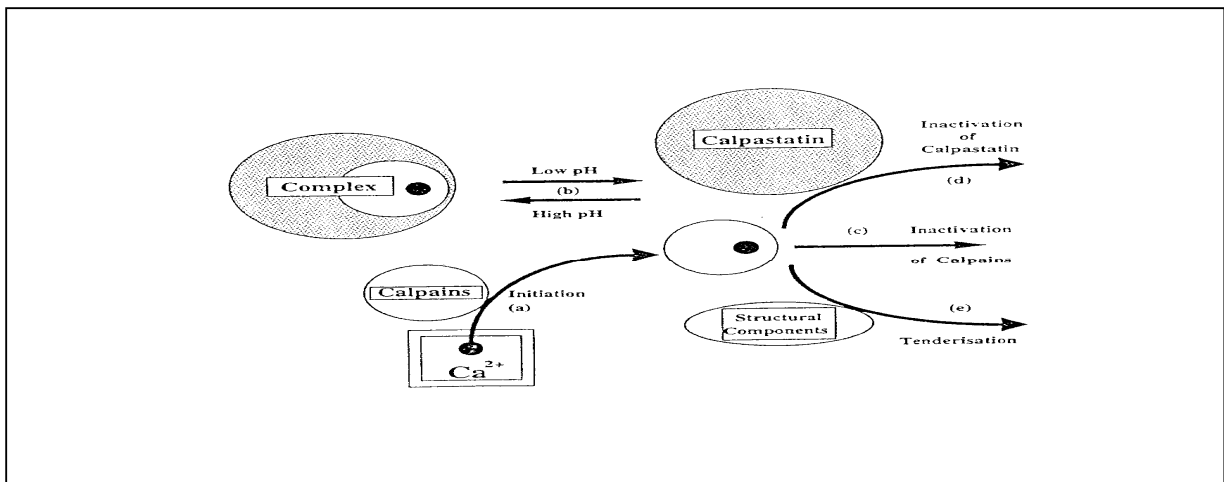 Complex
Low pH
(b)
High pH
Calpastatin
Inactivation
of
Calpastatin
(d)
(c)
Inactivation
of Calpains
Calpains
Initiation
(a)
Ca2+
Structural
Components
(e)
Tenderisation